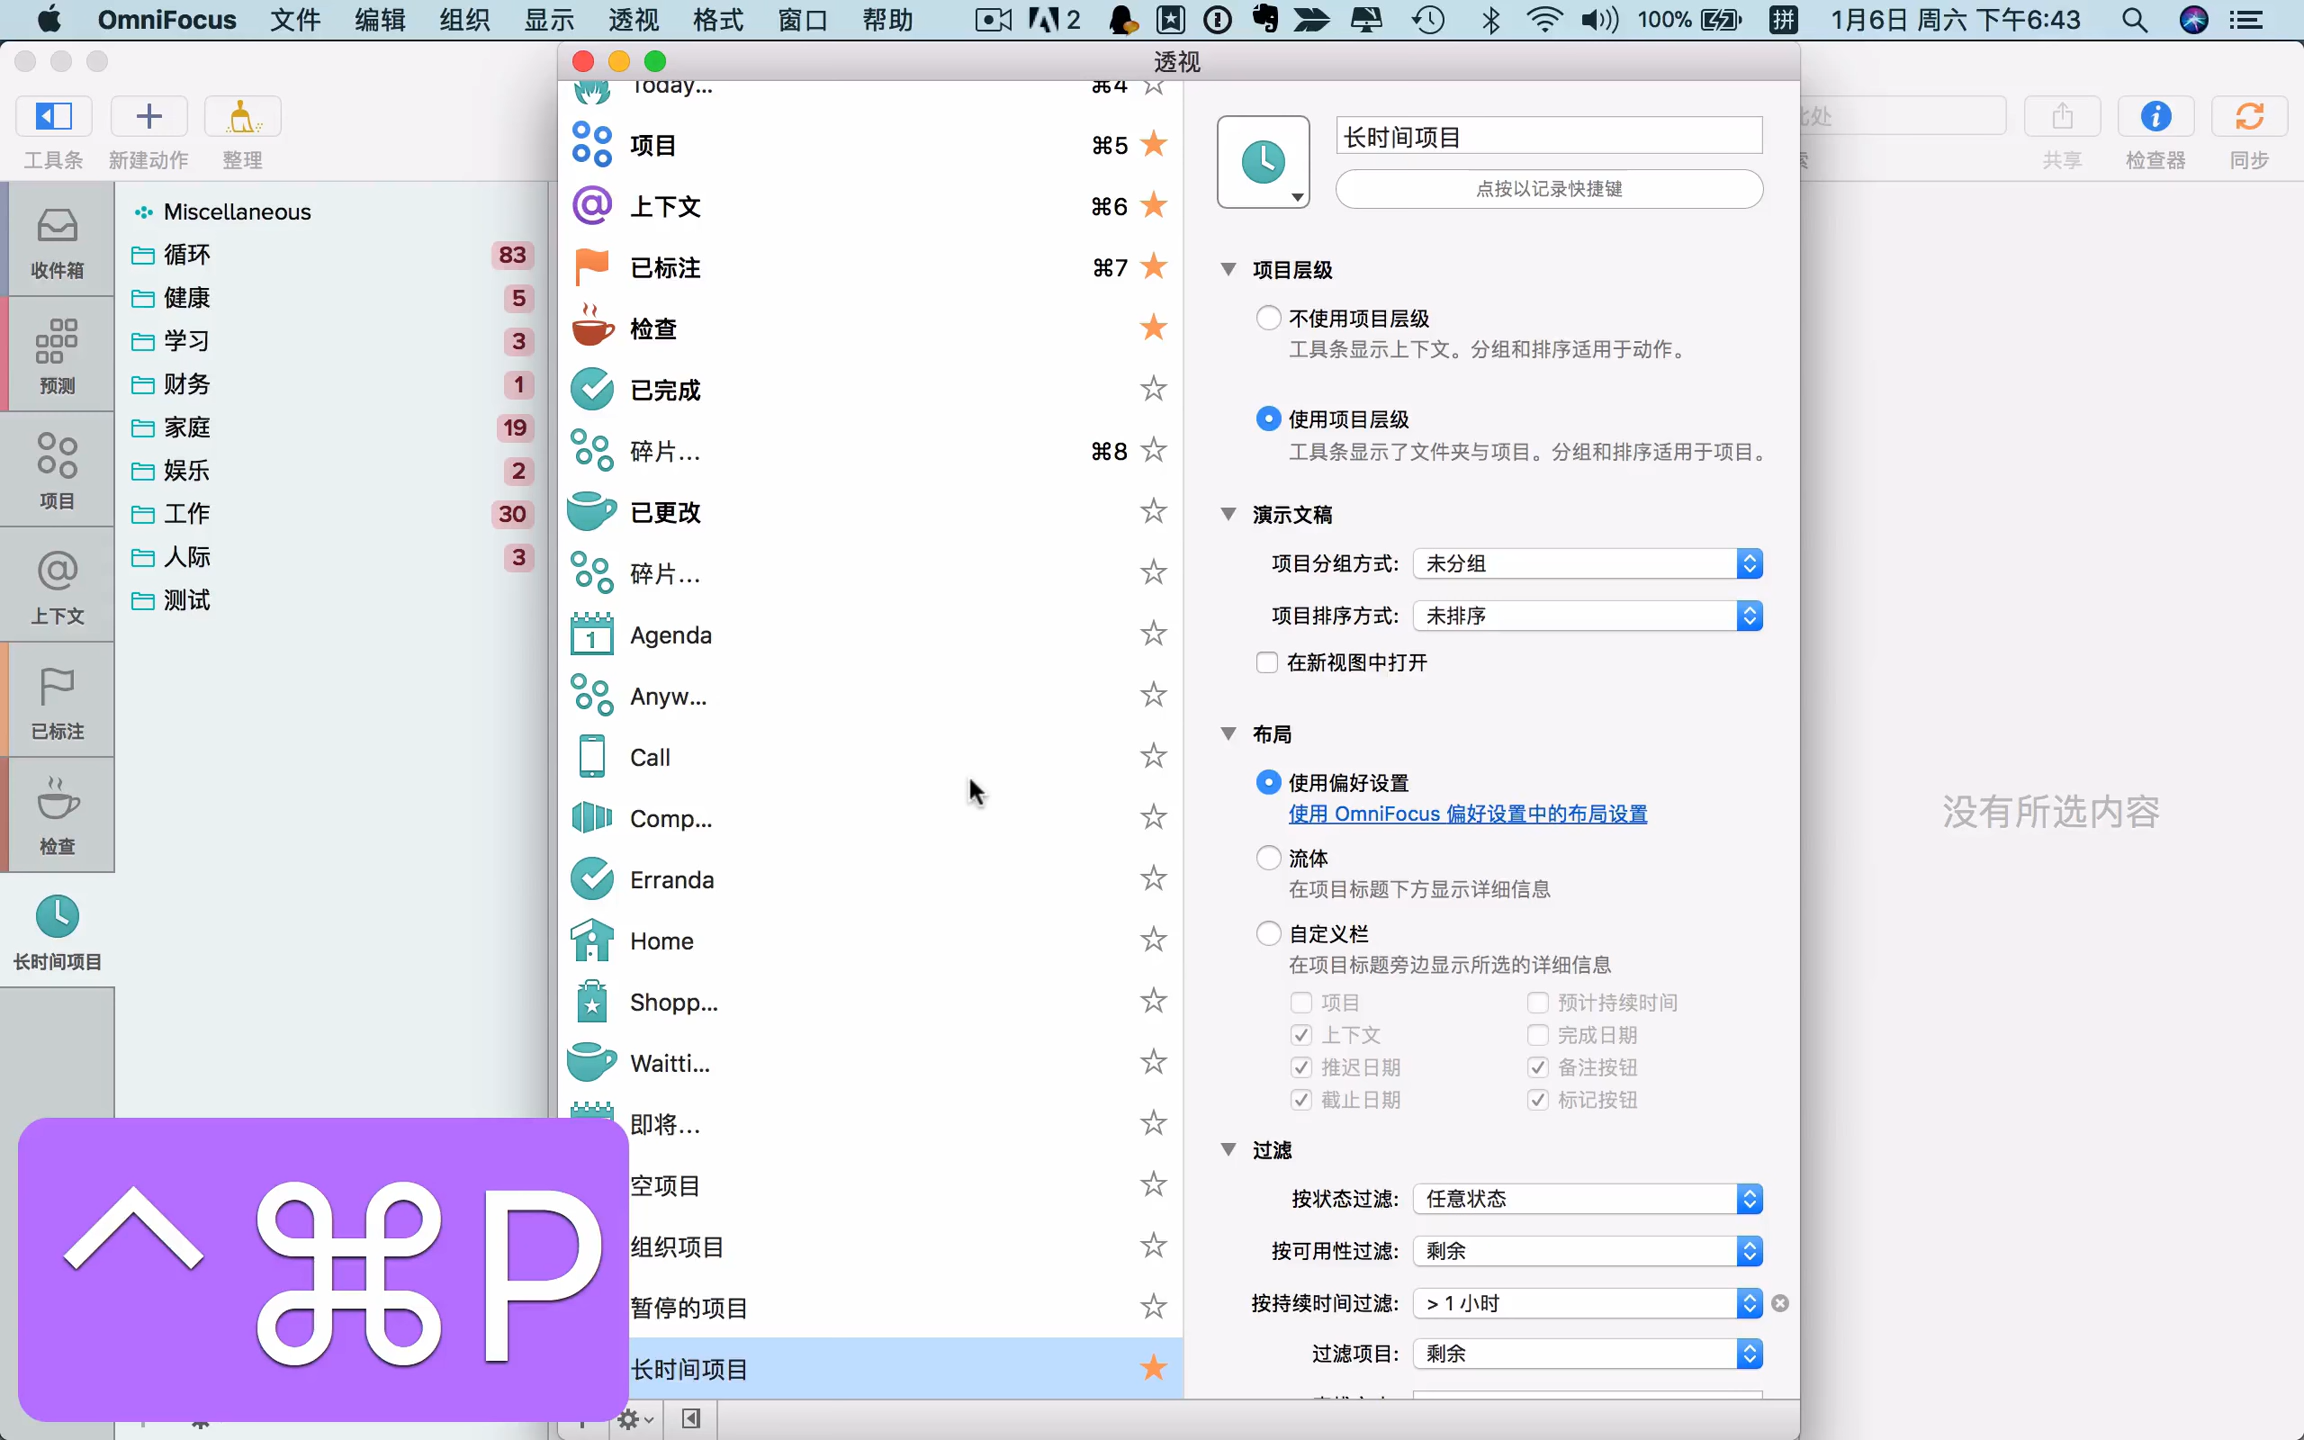 OmniFocus 文件 编辑 组织 显示 透视 格式 窗口 帮助 2 100% 拼 1月6日 周六 下午6:43
透视
工具条 新建动作 整理
共享 检查器 同步
收件箱
预测
项目
上下文
已标注
检查
长时间项目
Miscellaneous
循环 83
健康 5
学习 3
财务 1
家庭 19
娱乐 2
工作 30
人际 3
测试
Today... ⌘4
项目 ⌘5
上下文 ⌘6
已标注 ⌘7
检查
已完成
碎片... ⌘8
已更改
碎片...
1 Agenda
Anyw...
Call
Comp...
Erranda
Home
Shopp...
Waitti...
即将...
空项目
组织项目
暂停的项目
长时间项目
^⌘P
长时间项目
点按以记录快捷键
项目层级
不使用项目层级
工具条显示上下文。分组和排序适用于动作。
使用项目层级
工具条显示了文件夹与项目。分组和排序适用于项目。
演示文稿
项目分组方式: 未分组
项目排序方式: 未排序
在新视图中打开
布局
使用偏好设置
使用 OmniFocus 偏好设置中的布局设置
流体
在项目标题下方显示详细信息
自定义栏
在项目标题旁边显示所选的详细信息
项目 预计持续时间
上下文 完成日期
推迟日期 备注按钮
截止日期 标记按钮
过滤
按状态过滤: 任意状态
按可用性过滤: 剩余
按持续时间过滤: > 1 小时
过滤项目: 剩余
没有所选内容